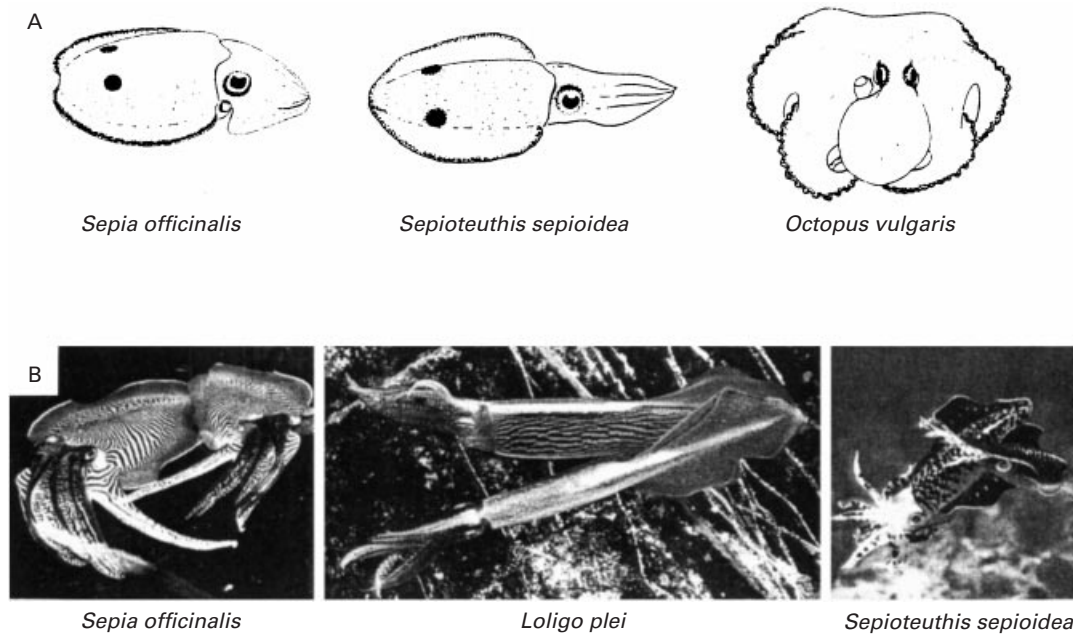 A
Sepia officinalis
Sepioteuthis sepioidea
Octopus vulgaris
B
Sepia officinalis
Loligo plei
Sepioteuthis sepioidea